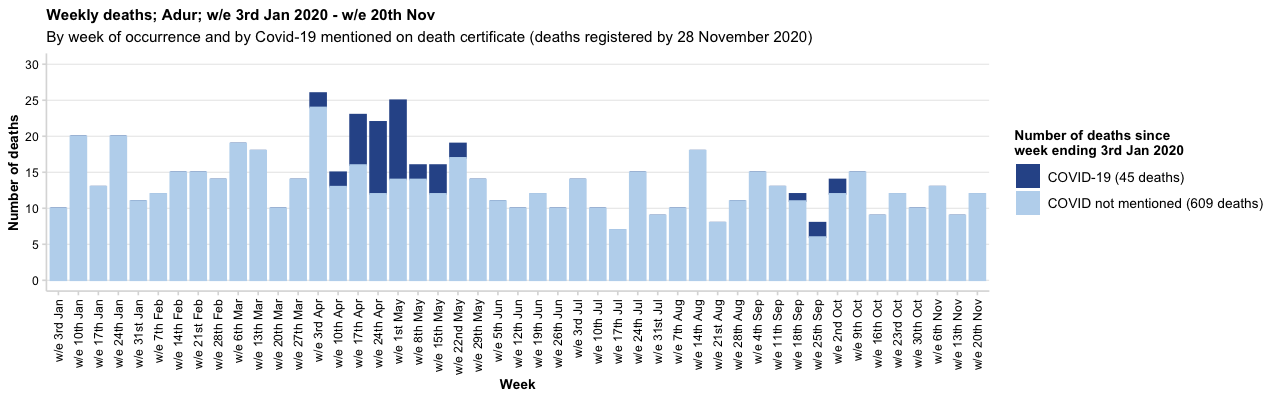 Weekly deaths; Adur; w/e 3rd Jan 2020 - w/e 20th Nov
By week of occurrence and by Covid-19 mentioned on death certificate (deaths registered by 28 November 2020)
Number of deaths
30
25
20
15
10
5
0
w/e 3rd Jan
w/e 10th Jan
w/e 17th Jan
w/e 24th Jan
w/e 31st Jan
w/e 7th Feb
w/e 14th Feb
w/e 21st Feb
w/e 28th Feb
w/e 6th Mar
w/e 13th Mar
w/e 20th Mar
w/e 27th Mar
w/e 3rd Apr
w/e 10th Apr
w/e 17th Apr
w/e 24th Apr
w/e 1st May
w/e 8th May
w/e 15th May
w/e 22nd May
w/e 29th May
w/e 5th Jun
w/e 12th Jun
w/e 19th Jun
w/e 26th Jun
w/e 3rd Jul
w/e 10th Jul
w/e 17th Jul
w/e 24th Jul
w/e 31st Jul
w/e 7th Aug
w/e 14th Aug
w/e 21st Aug
w/e 28th Aug
w/e 4th Sep
w/e 11th Sep
w/e 18th Sep
w/e 25th Sep
w/e 2nd Oct
w/e 9th Oct
w/e 16th Oct
w/e 23rd Oct
w/e 30th Oct
w/e 6th Nov
w/e 13th Nov
w/e 20th Nov
Week
Number of deaths since
week ending 3rd Jan 2020
COVID-19 (45 deaths)
COVID not mentioned (609 deaths)